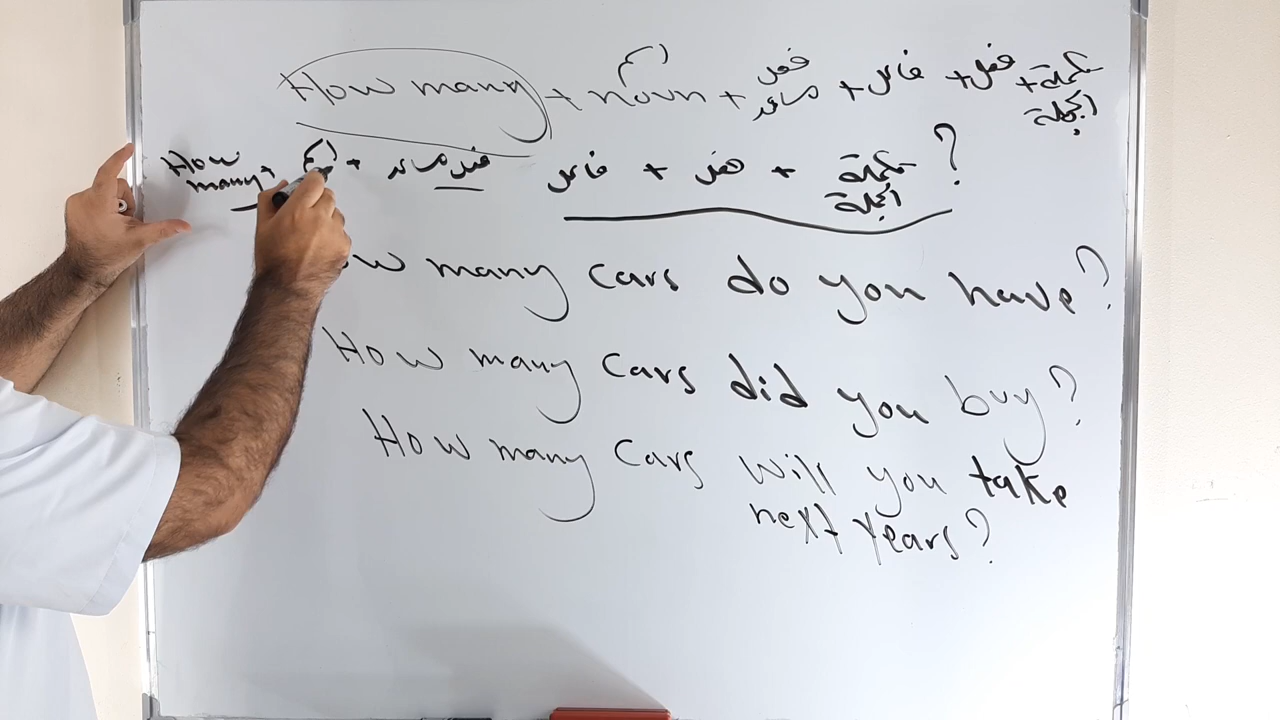 How many + noun + فعل مساعد + فاعل + فعل + تكملة الجملة
How many + فعل مساعد + فاعل + فعل + تكملة الجملة ?
ow many cars do you have?
How many cars did you buy?
How many cars will you take
next years?